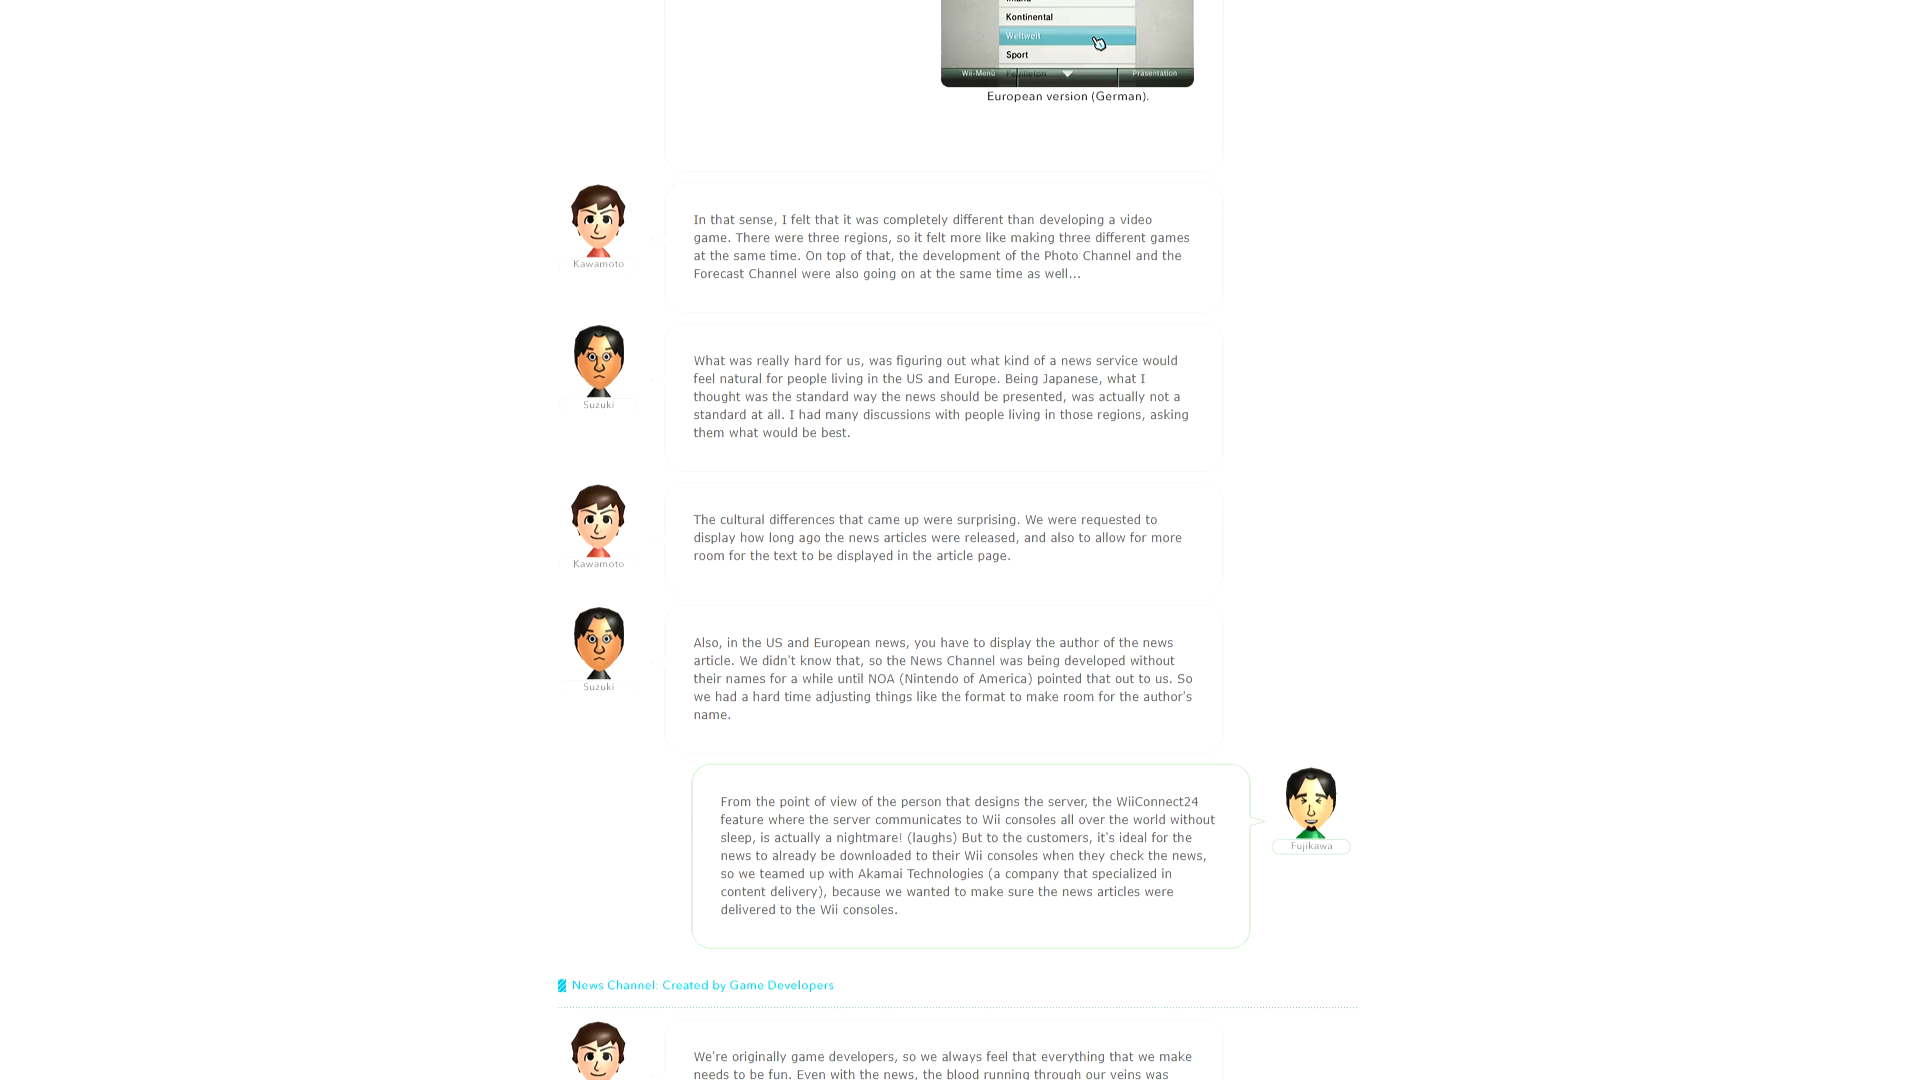 Kontinental
Weltweit
Sport
Wii-Menü
Präsentation
European version (German).
In that sense, I felt that it was completely different than developing a video
game. There were three regions, so it felt more like making three different games
at the same time. On top of that, the development of the Photo Channel and the
Forecast Channel were also going on at the same time as well...
Kawamoto
What was really hard for us, was figuring out what kind of a news service would
feel natural for people living in the US and Europe. Being Japanese, what I
thought was the standard way the news should be presented, was actually not a
standard at all. I had many discussions with people living in those regions, asking
them what would be best.
Suzuki
The cultural differences that came up were surprising. We were requested to
display how long ago the news articles were released, and also to allow for more
room for the text to be displayed in the article page.
Kawamoto
Also, in the US and European news, you have to display the author of the news
article. We didn't know that, so the News Channel was being developed without
their names for a while until NOA (Nintendo of America) pointed that out to us. So
we had a hard time adjusting things like the format to make room for the author's
name.
Suzuki
From the point of view of the person that designs the server, the WiiConnect24
feature where the server communicates to Wii consoles all over the world without
sleep, is actually a nightmare! (laughs) But to the customers, it's ideal for the
news to already be downloaded to their Wii consoles when they check the news,
so we teamed up with Akamai Technologies (a company that specialized in
content delivery), because we wanted to make sure the news articles were
delivered to the Wii consoles.
Fujikawa
News Channel: Created by Game Developers
We're originally game developers, so we always feel that everything that we make
needs to be fun. Even with the news, the blood running through our veins was